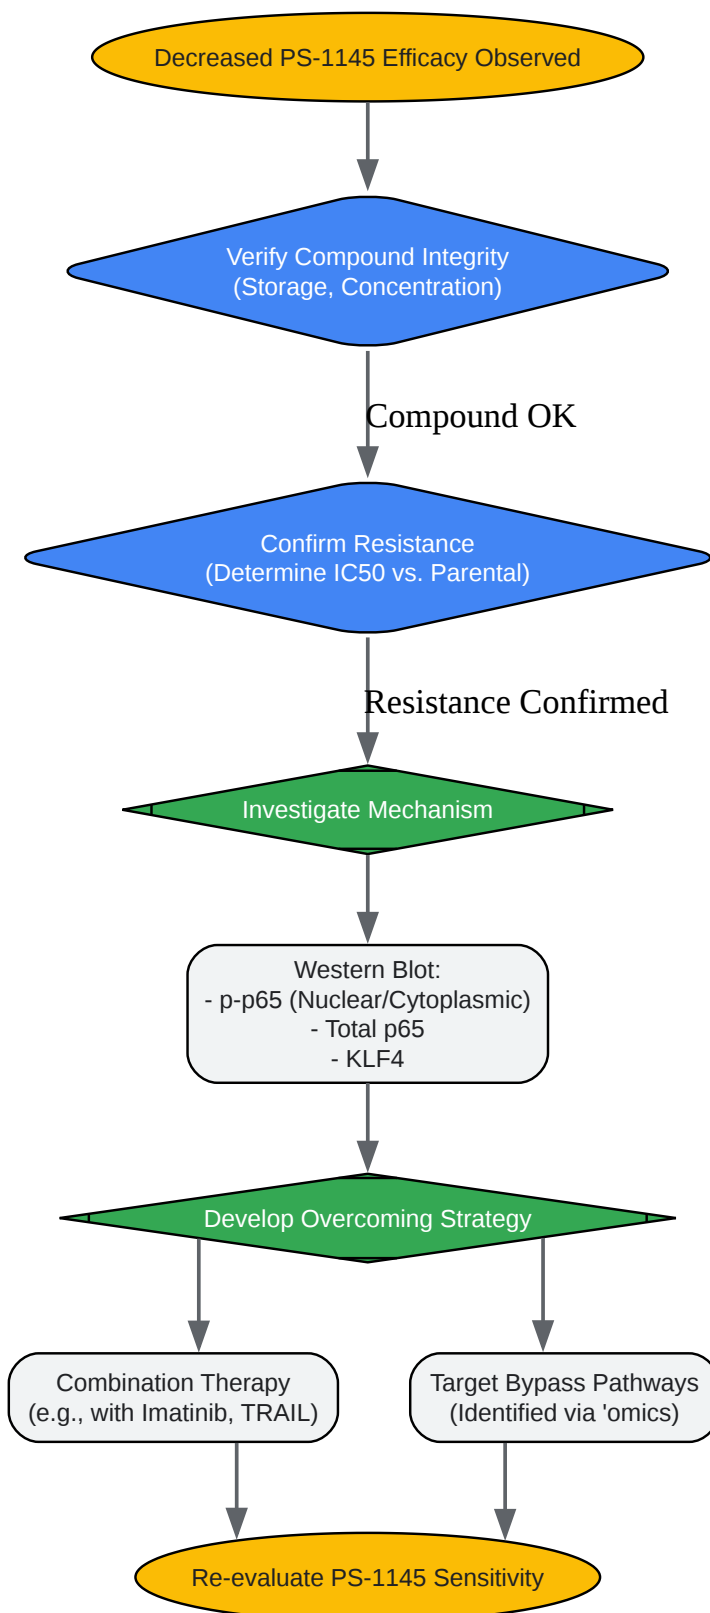 Decreased PS-1145 Efficacy Observed
Verify Compound Integrity
(Storage, Concentration)
Compound OK
Confirm Resistance
(Determine IC50 vs. Parental)
Resistance Confirmed
Investigate Mechanism
Western Blot:
- p-p65 (Nuclear/Cytoplasmic)
- Total p65
- KLF4
Develop Overcoming Strategy
Combination Therapy
(e.g., with Imatinib, TRAIL)
Target Bypass Pathways
(Identified via 'omics)
Re-evaluate PS-1145 Sensitivity